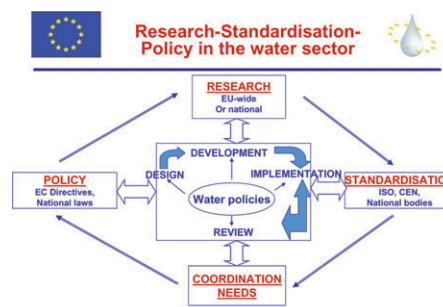 Research-Standardisation-
Policy in the water sector
RESEARCH
EU-wide
Or national
DEVELOPMENT
DESIGN
IMPLEMENTATION
POLICY
EC Directives,
National laws
Water policies
STANDARDISATIO
ISO, CEN,
National bodies
REVIEW
COORDINATION
NEEDS